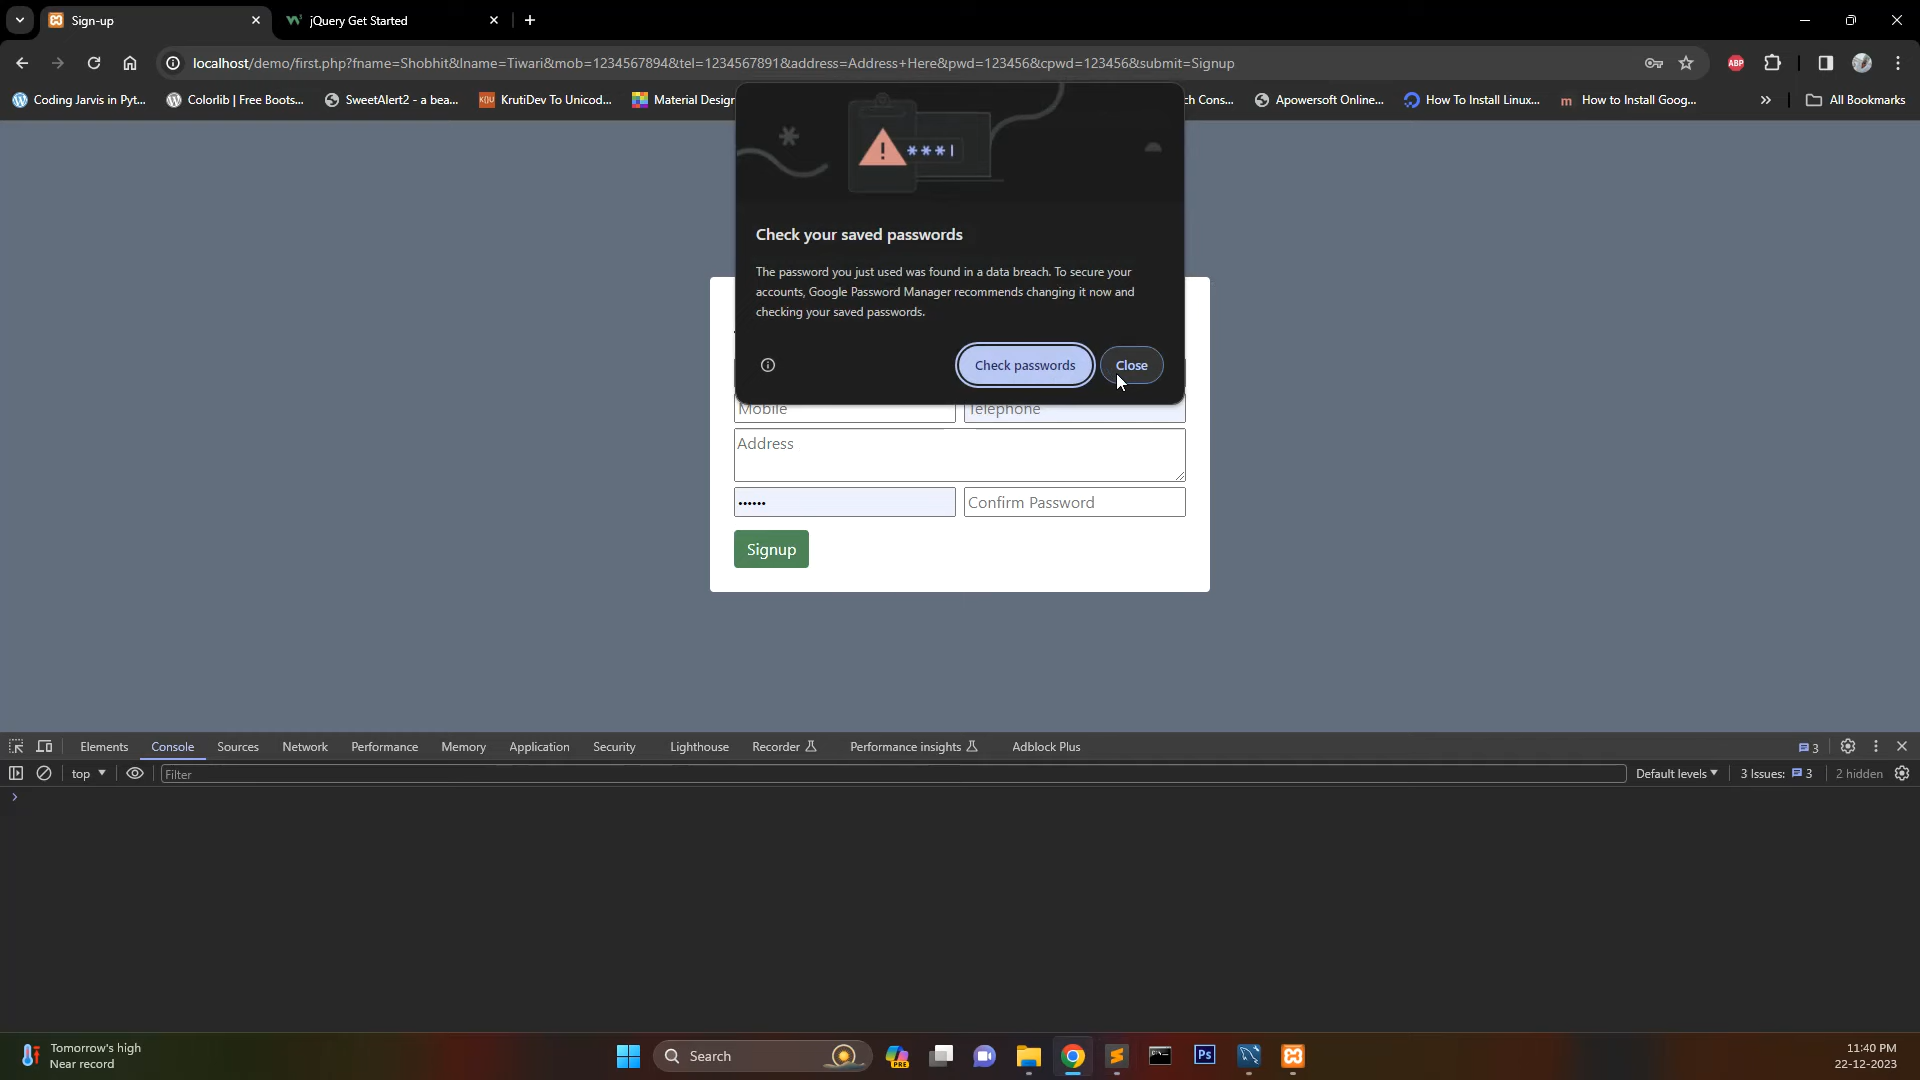 Sign-up
jQuery Get Started
localhost/demo/first.php?fname=Shobhit&lname=Tiwari&mob=1234567894&tel=1234567891&address=Address+Here&pwd=123456&cpwd=123456&submit=Signup
ABP
Coding Jarvis in Pyt...
Colorlib | Free Boots...
SweetAlert2 - a bea...
KrutiDev To Unicod...
Material Design
ch Cons...
Apowersoft Online...
How To Install Linux...
How to Install Goog...
»
All Bookmarks
***|
Check your saved passwords
The password you just used was found in a data breach. To secure your
accounts, Google Password Manager recommends changing it now and
checking your saved passwords.
Check passwords
Close
Mobile
Telephone
Address
••••••
Confirm Password
Signup
Elements
Console
Sources
Network
Performance
Memory
Application
Security
Lighthouse
Recorder
Performance insights
Adblock Plus
3
top
Filter
Default levels
3 Issues:
3
2 hidden
Tomorrow's high
Near record
Search
PRE
Ps
11:40 PM
22-12-2023